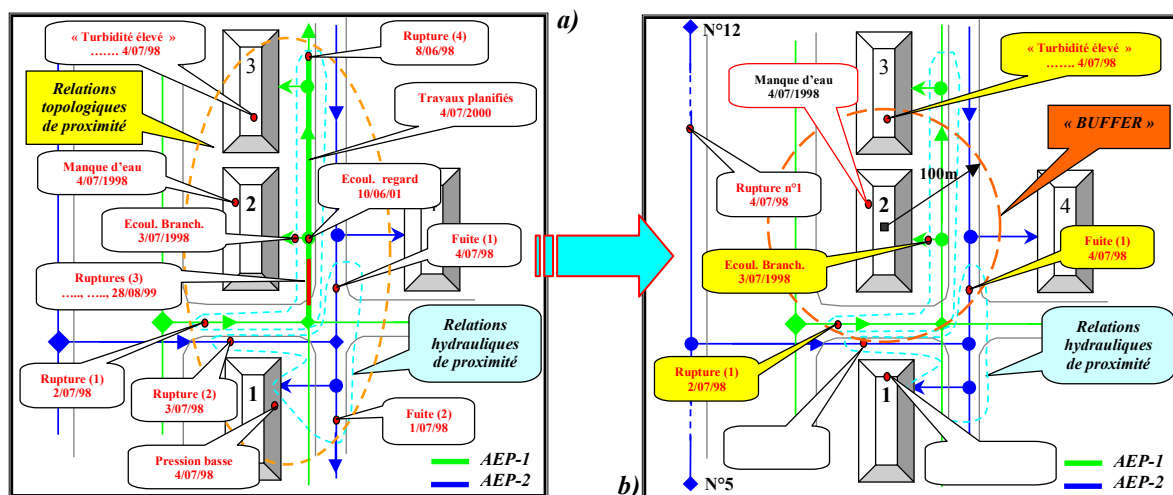 a)
« Turbidité élevé »
……. 4/07/98
Rupture (4)
8/06/98
3
Relations
topologiques
de proximité
Travaux planifiés
4/07/2000
Manque d'eau
4/07/1998
Ecoul. regard
10/06/01
2
Ecoul. Branch.
3/07/1998
Fuite (1)
4/07/98
Ruptures (3)
….., ….., 28/08/99
Relations
hydrauliques
de proximité
Rupture (1)
2/07/98
Rupture (2)
3/07/98
1
Fuite (2)
1/07/98
Pression basse
4/07/98
AEP-1
AEP-2
b)
N°12
« Turbidité élevé »
……. 4/07/98
3
Manque d'eau
4/07/1998
« BUFFER »
100m
Rupture n°1
4/07/98
2
4
Ecoul. Branch.
3/07/1998
Fuite (1)
4/07/98
Relations
hydrauliques
de proximité
Rupture (1)
2/07/98
1
N°5
AEP-1
AEP-2